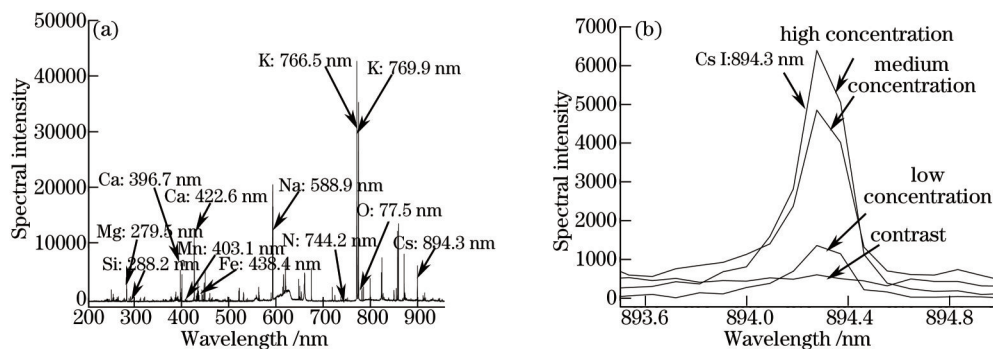 (a)
50000
40000
30000
20000
10000
0
Spectral intensity
K: 766.5 nm
K: 769.9 nm
Ca: 396.7 nm
Ca: 422.6 nm
Na: 588.9 nm
O: 77.5 nm
Mg: 279.5 nm
Mn: 403.1 nm
N: 744.2 nm
Cs: 894.3 nm
Si: 288.2 nm
Fe: 438.4 nm
200 300 400 500 600 700 800 900
Wavelength /nm
(b)
7000
6000
5000
4000
3000
2000
1000
0
Spectral intensity
high concentration
Cs I:894.3 nm
medium
concentration
low
concentration
contrast
893.6 894.0 894.4 894.8
Wavelength /nm